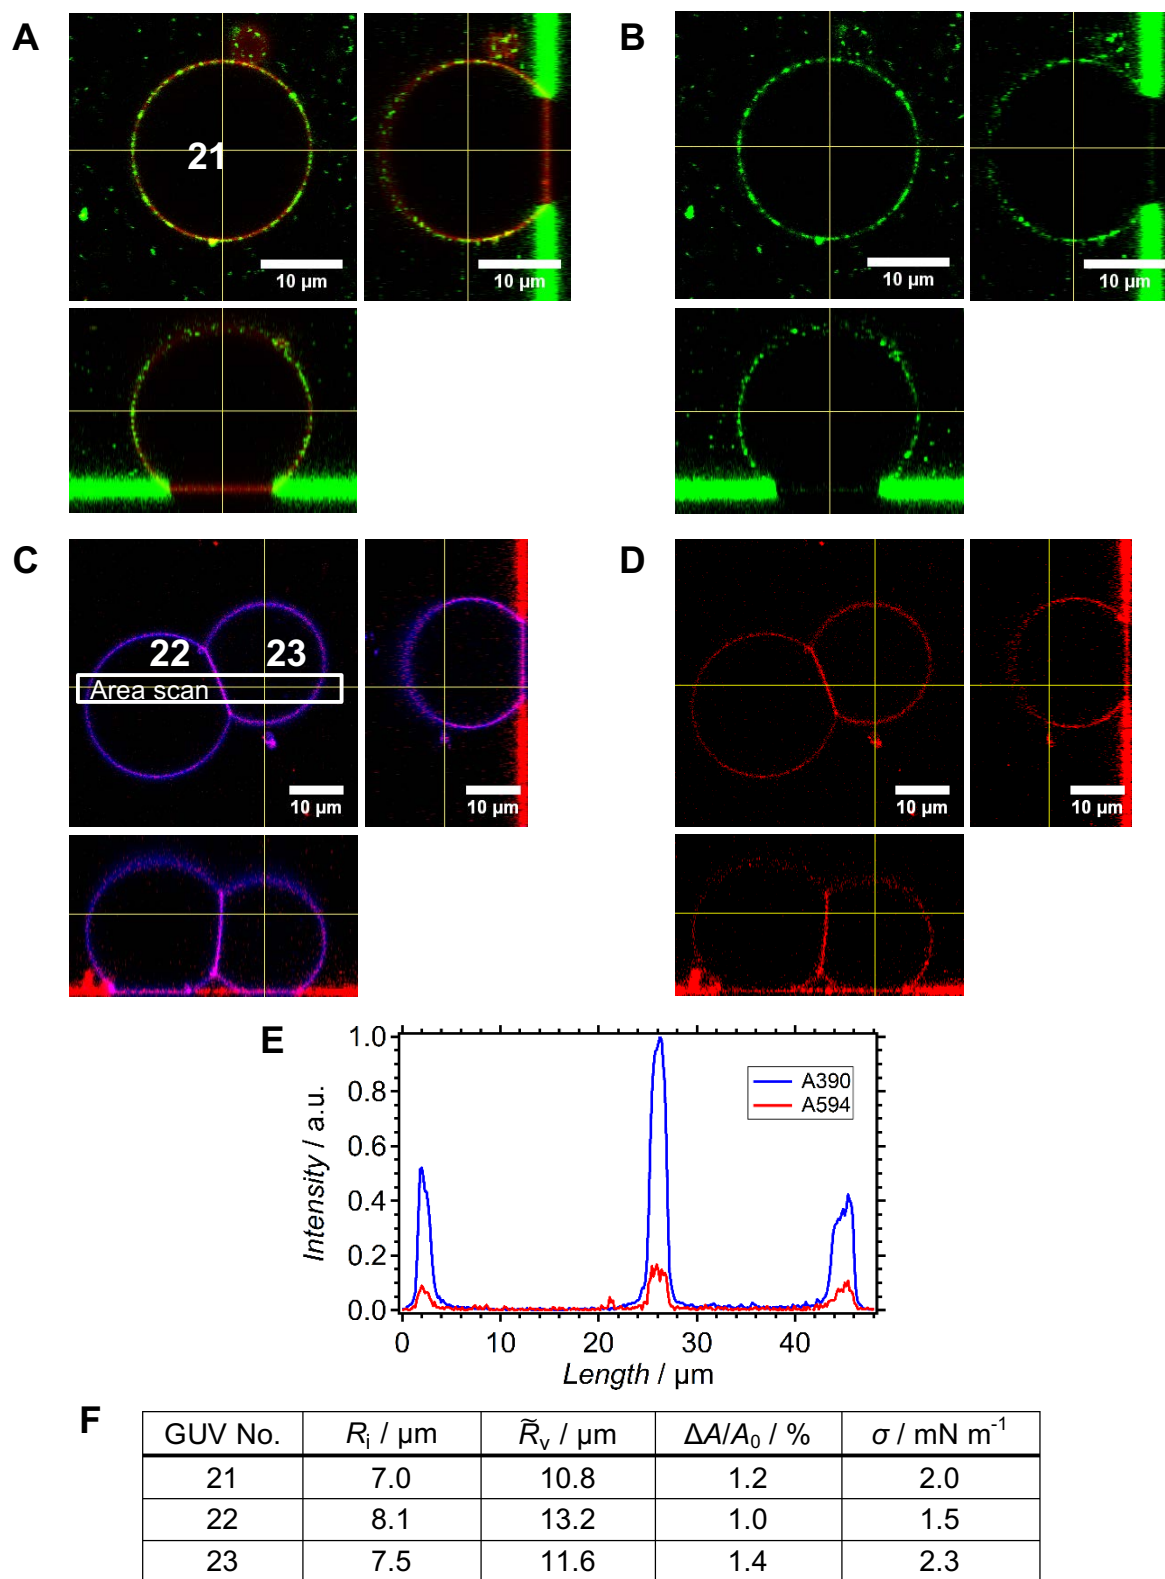 A
B
21
10 µm
10 µm
10 µm
10 µm
C
D
22
23
Area scan
10 µm
10 µm
10 µm
10 µm
E
1.0
0.8
0.6
0.4
0.2
0.0
Intensity / a.u.
A390
A594
0
10
20
30
40
Length / µm
F
GUV No. Rᵢ / µm R̃ᵥ / µm ΔA/A₀ / % σ / mN m⁻¹
21 7.0 10.8 1.2 2.0
22 8.1 13.2 1.0 1.5
23 7.5 11.6 1.4 2.3